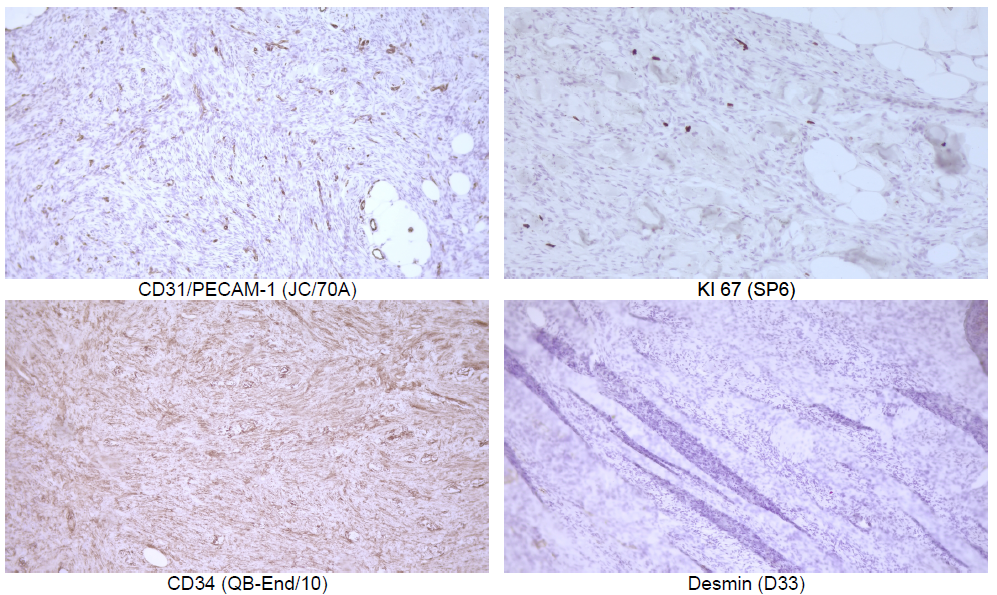 CD31/PECAM-1 (JC/70A)
KI 67 (SP6)
CD34 (QB-End/10)
Desmin (D33)